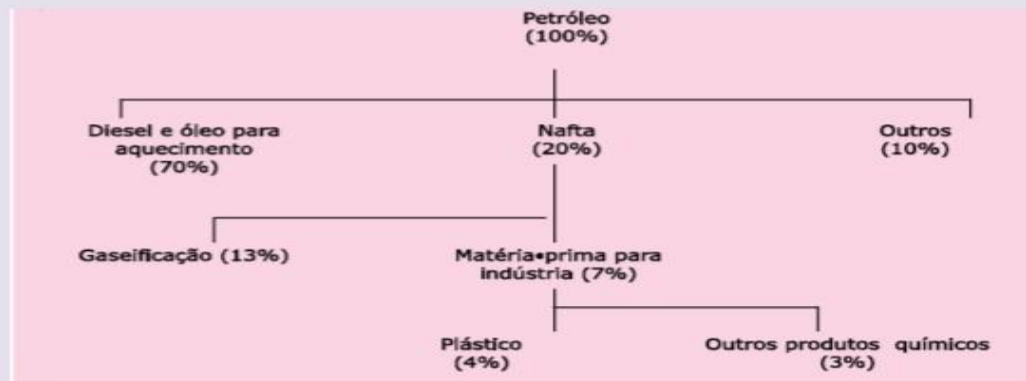 Petróleo
(100%)
Diesel e óleo para
aquecimento
(70%)
Nafta
(20%)
Outros
(10%)
Gaseificação (13%)
Matéria•prima para
indústria (7%)
Plástico
(4%)
Outros produtos químicos
(3%)